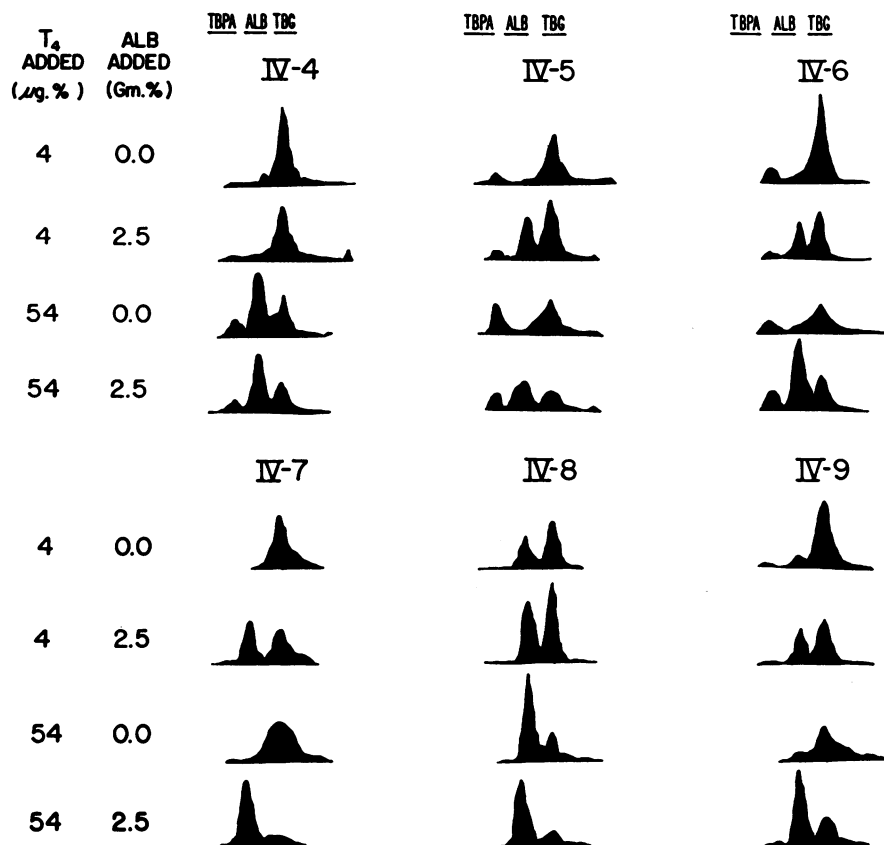 TBPA ALB TBG TBPA ALB TBG TBPA ALB TBG
T₄ ADDED (µg. %) ALB ADDED (Gm. %) IV-4 IV-5 IV-6
4 0.0
4 2.5
54 0.0
54 2.5
IV-7 IV-8 IV-9
4 0.0
4 2.5
54 0.0
54 2.5